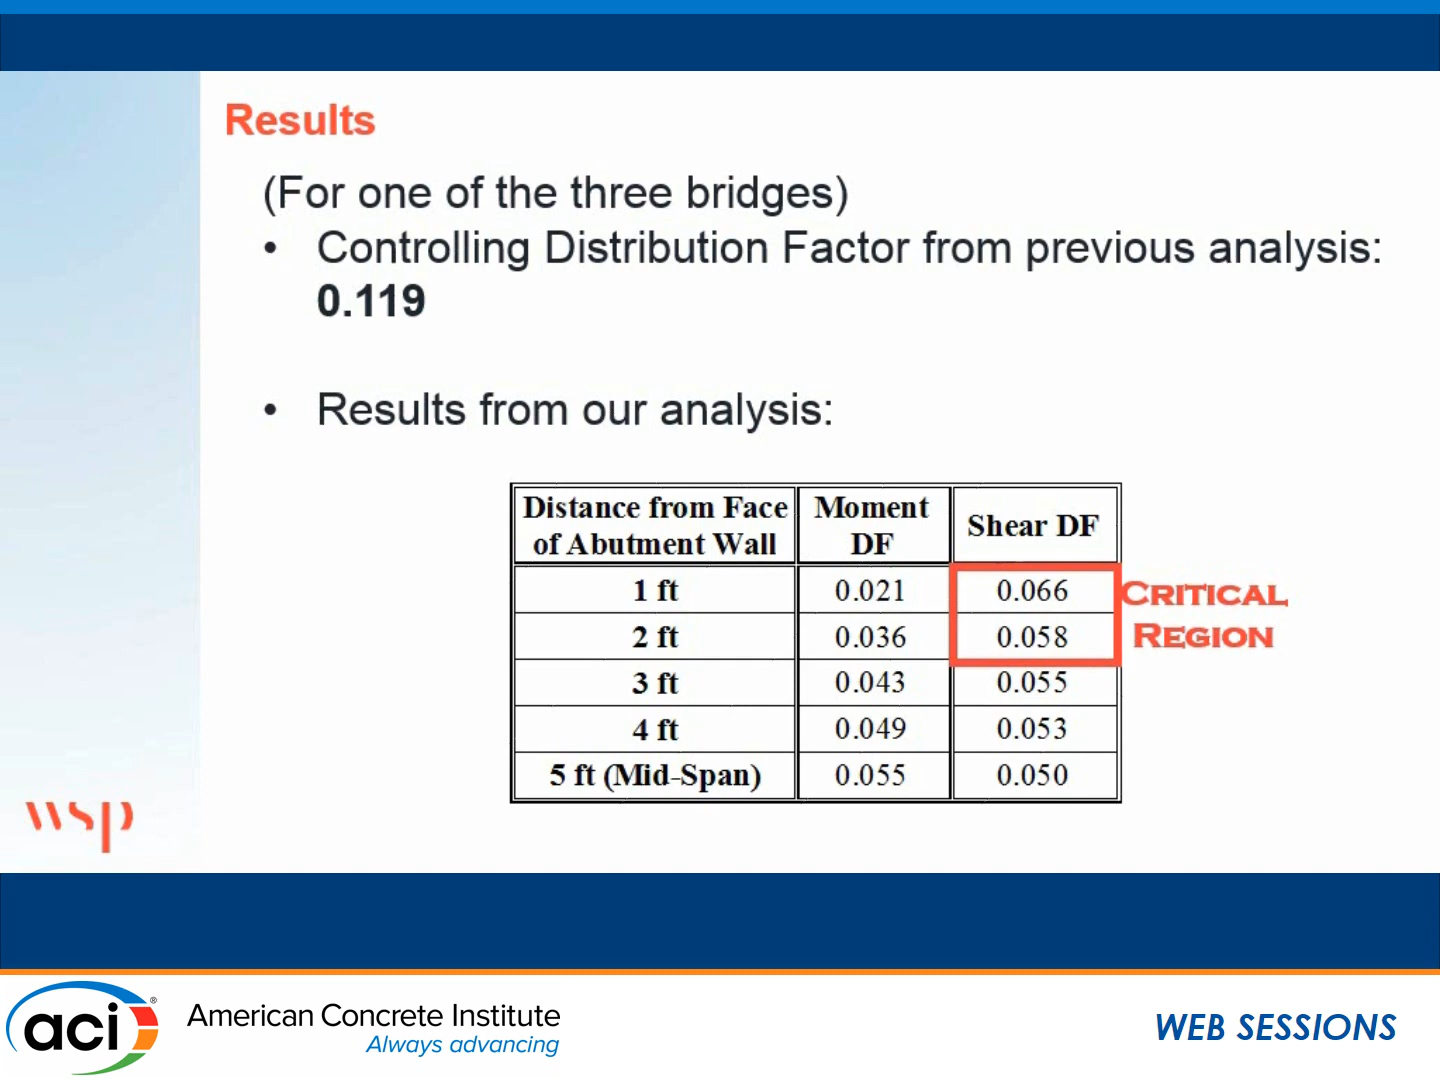 Results
(For one of the three bridges)
• Controlling Distribution Factor from previous analysis:
0.119
• Results from our analysis:
Distance from Face of Abutment Wall | Moment DF | Shear DF
1 ft | 0.021 | 0.066
2 ft | 0.036 | 0.058
3 ft | 0.043 | 0.055
4 ft | 0.049 | 0.053
5 ft (Mid-Span) | 0.055 | 0.050
CRITICAL
REGION
wsp
aci®
American Concrete Institute
Always advancing
WEB SESSIONS